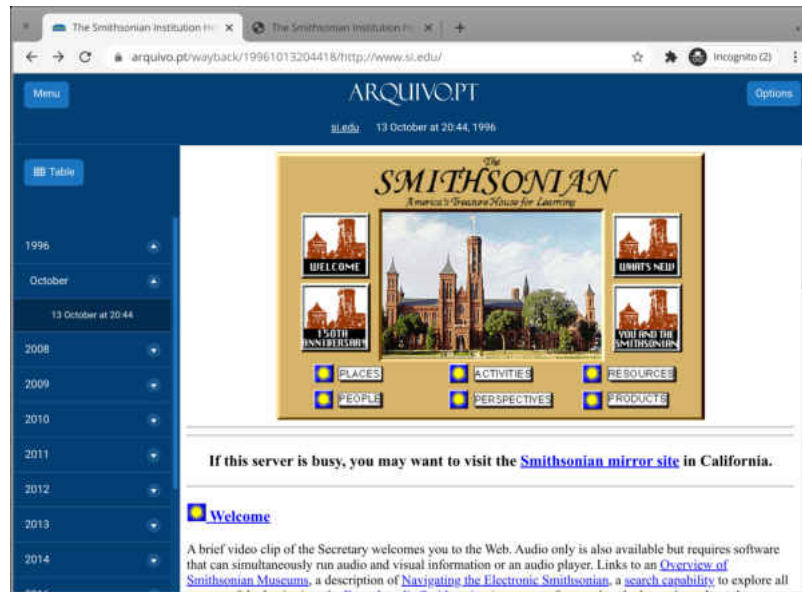 The Smithsonian Institution H
The Smithsonian Institution H
arquivo.pt/wayback/19961013204418/http://www.si.edu/
Incognito (2)
Menu
ARQUIVO.PT
Options
si.edu 13 October at 20:44, 1996
Table
1996
October
13 October at 20:44
2008
2009
2010
2011
2012
2013
2014
The
SMITHSONIAN
America's Treasure House for Learning
WELCOME
WHAT'S NEW
150TH
ANNIVERSARY
YOU AND THE
SMITHSONIAN
PLACES ACTIVITIES RESOURCES
PEOPLE PERSPECTIVES PRODUCTS
If this server is busy, you may want to visit the Smithsonian mirror site in California.
Welcome
A brief video clip of the Secretary welcomes you to the Web. Audio only is also available but requires software
that can simultaneously run audio and visual information or an audio player. Links to an Overview of
Smithsonian Museums, a description of Navigating the Electronic Smithsonian, a search capability to explore all